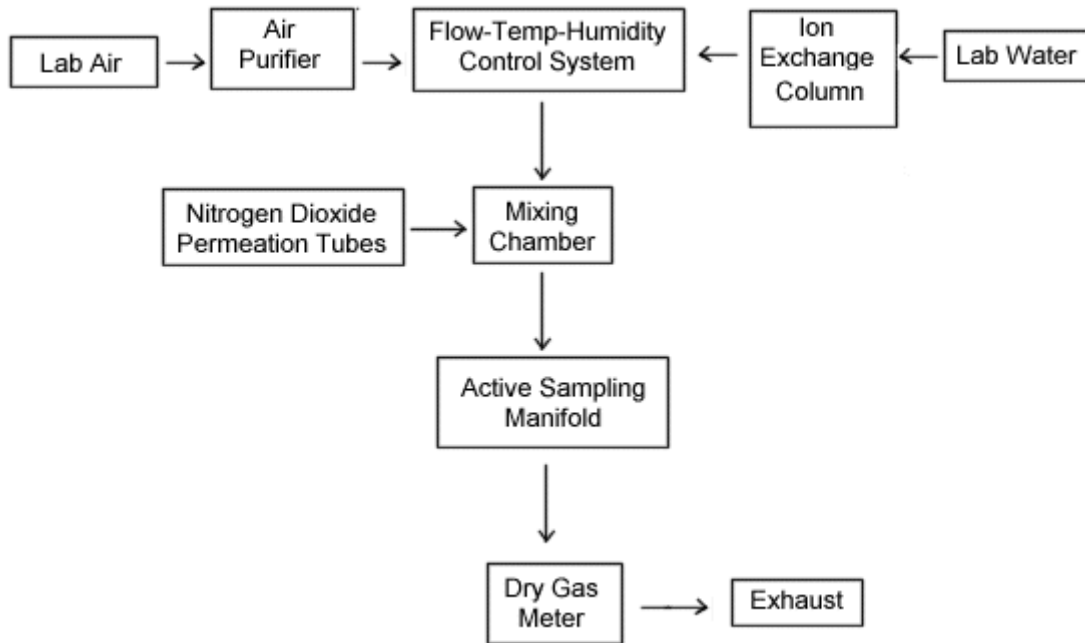 Lab Air
Air
Purifier
Flow-Temp-Humidity
Control System
Ion
Exchange
Column
Lab Water
Nitrogen Dioxide
Permeation Tubes
Mixing
Chamber
Active Sampling
Manifold
Dry Gas
Meter
Exhaust